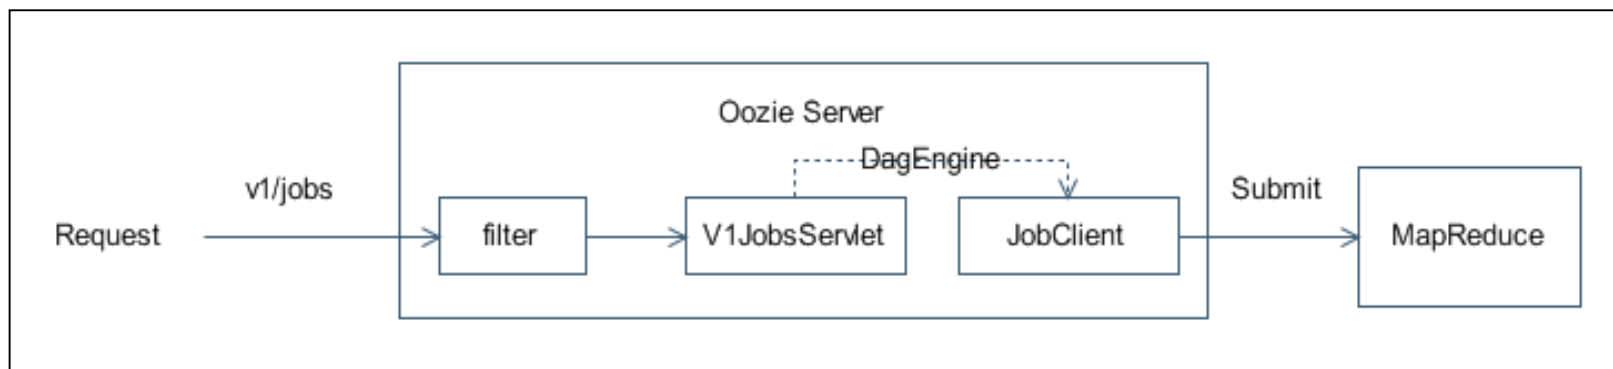 Oozie Server
DagEngine
v1/jobs
Submit
Request
filter
V1JobsServlet
JobClient
MapReduce